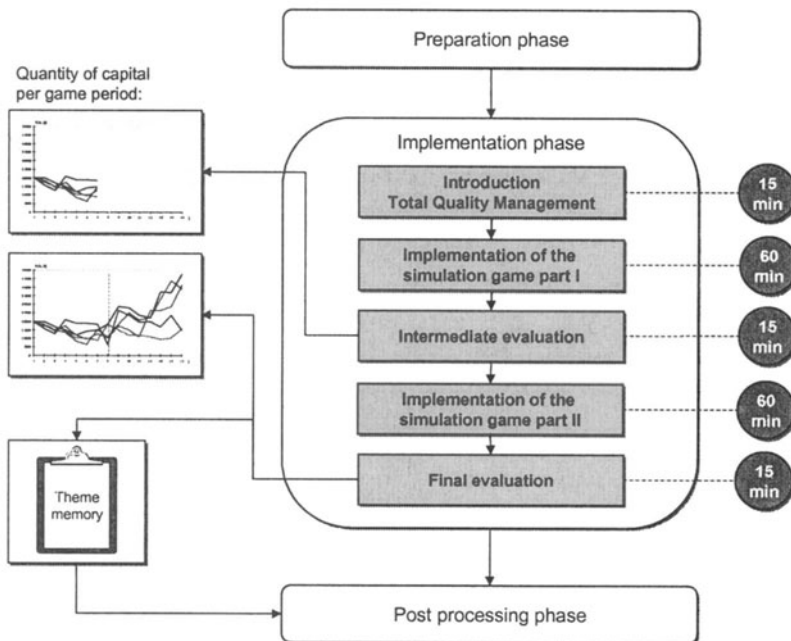 Preparation phase
Quantity of capital
per game period:
Implementation phase
Introduction
Total Quality Management
15
min
Implementation of the
simulation game part I
60
min
Intermediate evaluation
15
min
Implementation of the
simulation game part II
60
min
Final evaluation
15
min
Theme
memory
Post processing phase